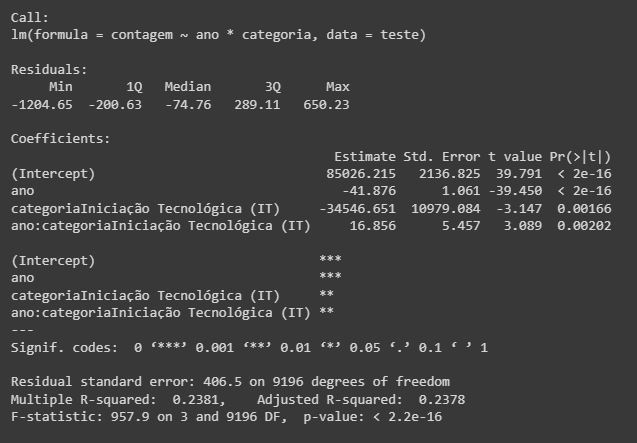 Call:
lm(formula = contagem ~ ano * categoria, data = teste)
Residuals:
Min 1Q Median 3Q Max
-1204.65 -200.63 -74.76 289.11 650.23
Coefficients:
Estimate Std. Error t value Pr(>|t|)
(Intercept) 85026.215 2136.825 39.791 < 2e-16
ano -41.876 1.061 -39.450 < 2e-16
categoriaIniciação Tecnológica (IT) -34546.651 10979.084 -3.147 0.00166
ano:categoriaIniciação Tecnológica (IT) 16.856 5.457 3.089 0.00202
(Intercept) ***
ano ***
categoriaIniciação Tecnológica (IT) **
ano:categoriaIniciação Tecnológica (IT) **
---
Signif. codes: 0 ‘***’ 0.001 ‘**’ 0.01 ‘*’ 0.05 ‘.’ 0.1 ‘ ’ 1
Residual standard error: 406.5 on 9196 degrees of freedom
Multiple R-squared: 0.2381, Adjusted R-squared: 0.2378
F-statistic: 957.9 on 3 and 9196 DF, p-value: < 2.2e-16